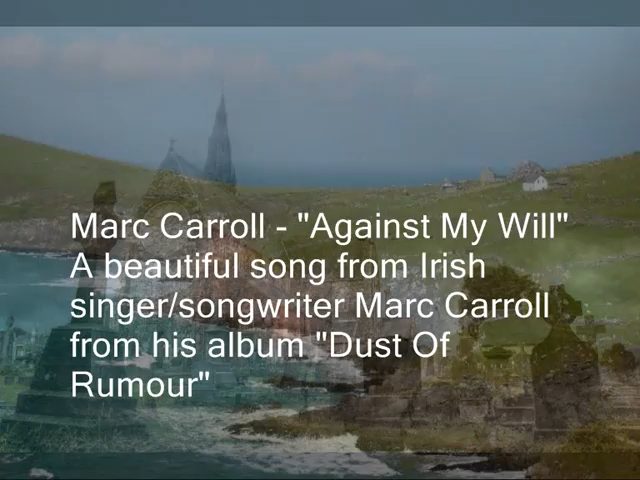 Marc Carroll - "Against My Will"
A beautiful song from Irish
singer/songwriter Marc Carroll
from his album "Dust Of
Rumour"